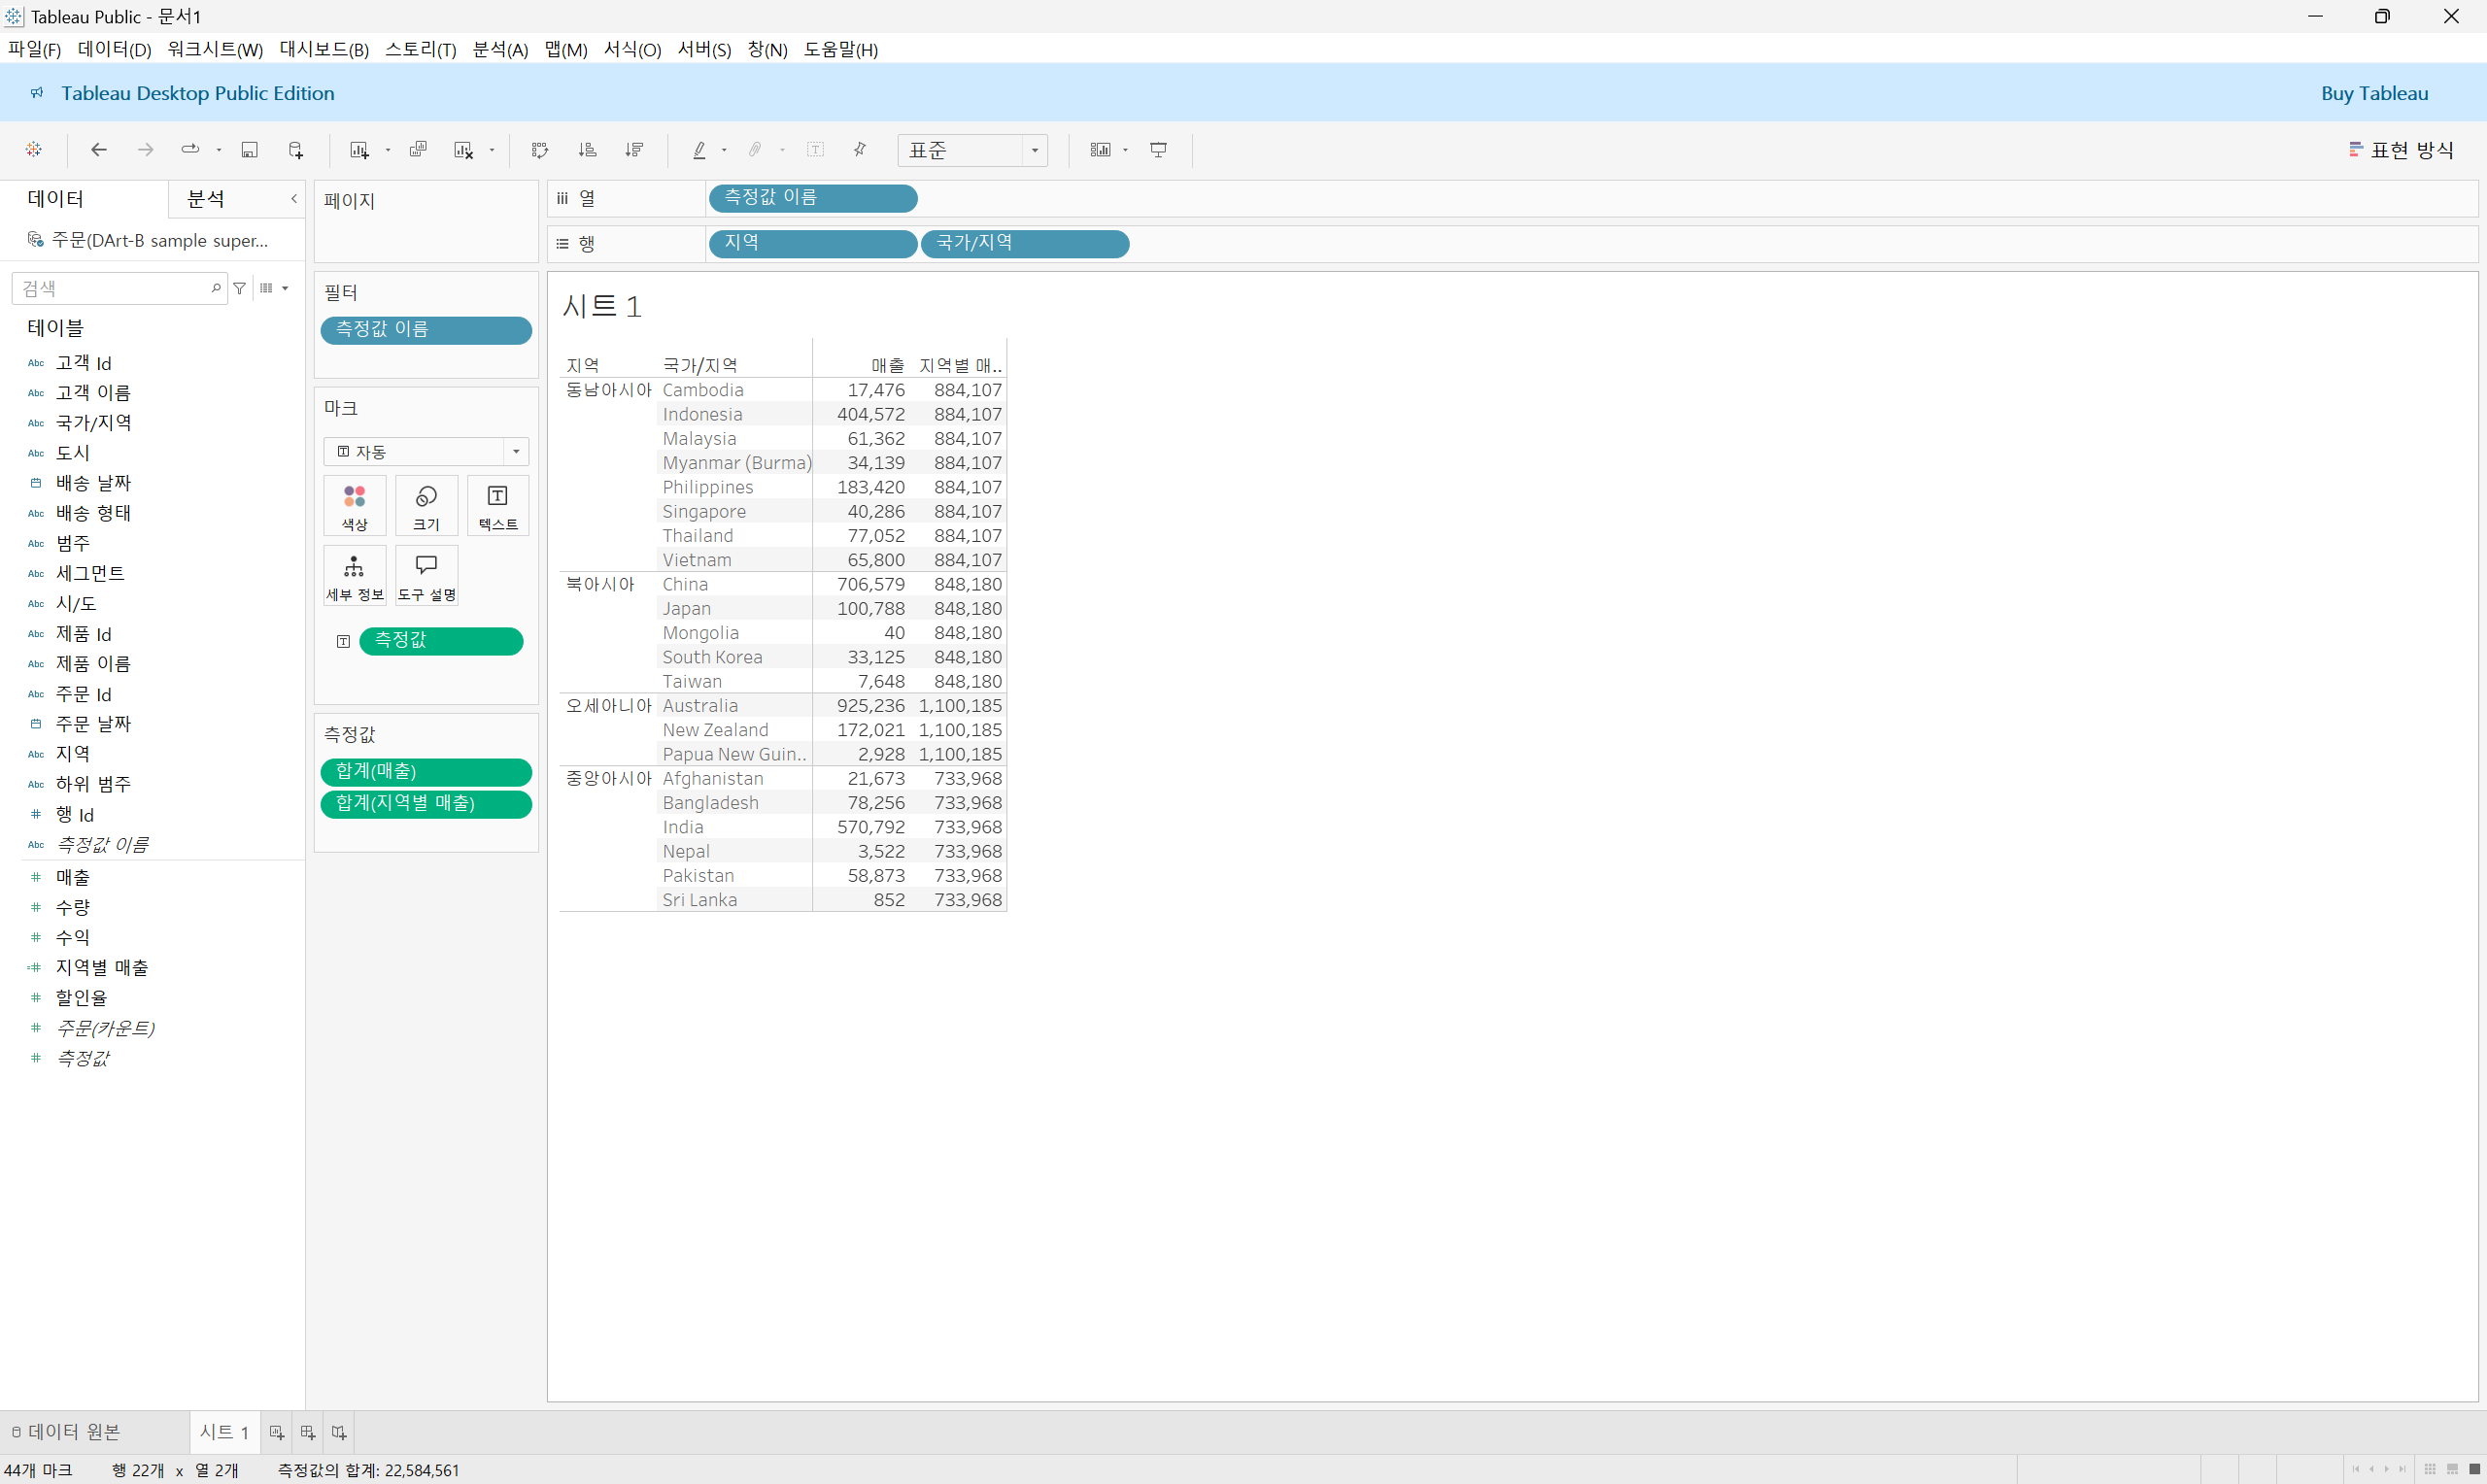 Tableau Public - 문서1
파일(F) 데이터(D) 워크시트(W) 대시보드(B) 스토리(T) 분석(A) 맵(M) 서식(O) 서버(S) 창(N) 도움말(H)
Tableau Desktop Public Edition
Buy Tableau
표준
표현 방식
데이터
분석
주문(DArt-B sample super...
검색
테이블
Abc 고객 Id
Abc 고객 이름
Abc 국가/지역
Abc 도시
배송 날짜
Abc 배송 형태
Abc 범주
Abc 세그먼트
Abc 시/도
Abc 제품 Id
Abc 제품 이름
Abc 주문 Id
주문 날짜
Abc 지역
Abc 하위 범주
# 행 Id
Abc 측정값 이름
# 매출
# 수량
# 수익
=# 지역별 매출
# 할인율
# 주문(카운트)
# 측정값
페이지
필터
측정값 이름
마크
자동
색상
크기
텍스트
세부 정보
도구 설명
측정값
측정값
합계(매출)
합계(지역별 매출)
열
측정값 이름
행
지역
국가/지역
시트 1
지역 국가/지역 매출 지역별 매..
동남아시아 Cambodia 17,476 884,107
Indonesia 404,572 884,107
Malaysia 61,362 884,107
Myanmar (Burma) 34,139 884,107
Philippines 183,420 884,107
Singapore 40,286 884,107
Thailand 77,052 884,107
Vietnam 65,800 884,107
북아시아 China 706,579 848,180
Japan 100,788 848,180
Mongolia 40 848,180
South Korea 33,125 848,180
Taiwan 7,648 848,180
오세아니아 Australia 925,236 1,100,185
New Zealand 172,021 1,100,185
Papua New Guin.. 2,928 1,100,185
중앙아시아 Afghanistan 21,673 733,968
Bangladesh 78,256 733,968
India 570,792 733,968
Nepal 3,522 733,968
Pakistan 58,873 733,968
Sri Lanka 852 733,968
데이터 원본
시트 1
44개 마크 행 22개 x 열 2개 측정값의 합계: 22,584,561